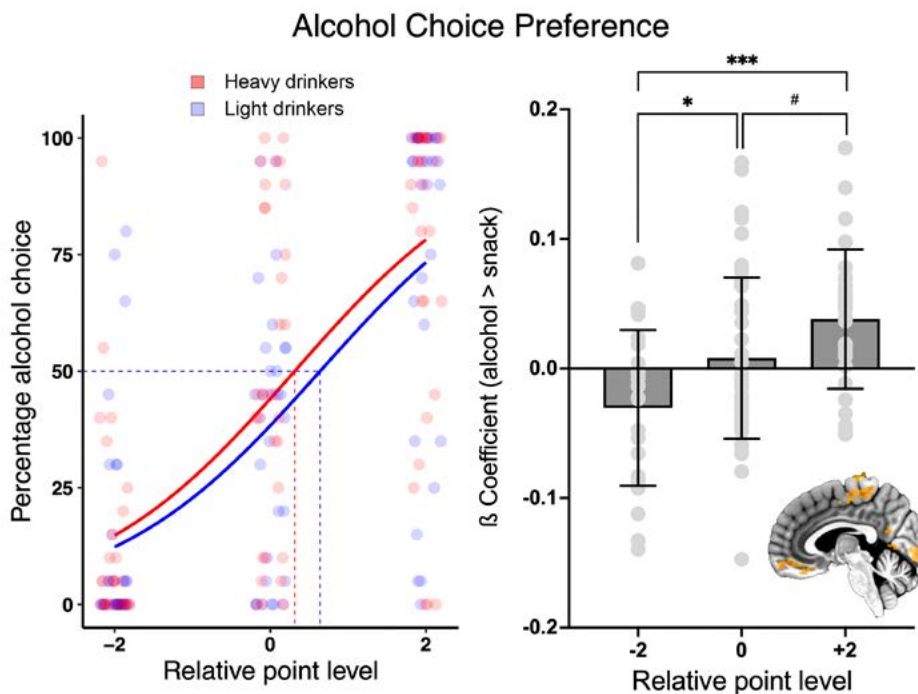 Alcohol Choice Preference
Heavy drinkers
Light drinkers
Percentage alcohol choice
100
75
50
25
0
−2
0
2
Relative point level
***
*
#
ß Coefficient (alcohol > snack)
0.2
0.1
0.0
-0.1
-0.2
-2
0
+2
Relative point level